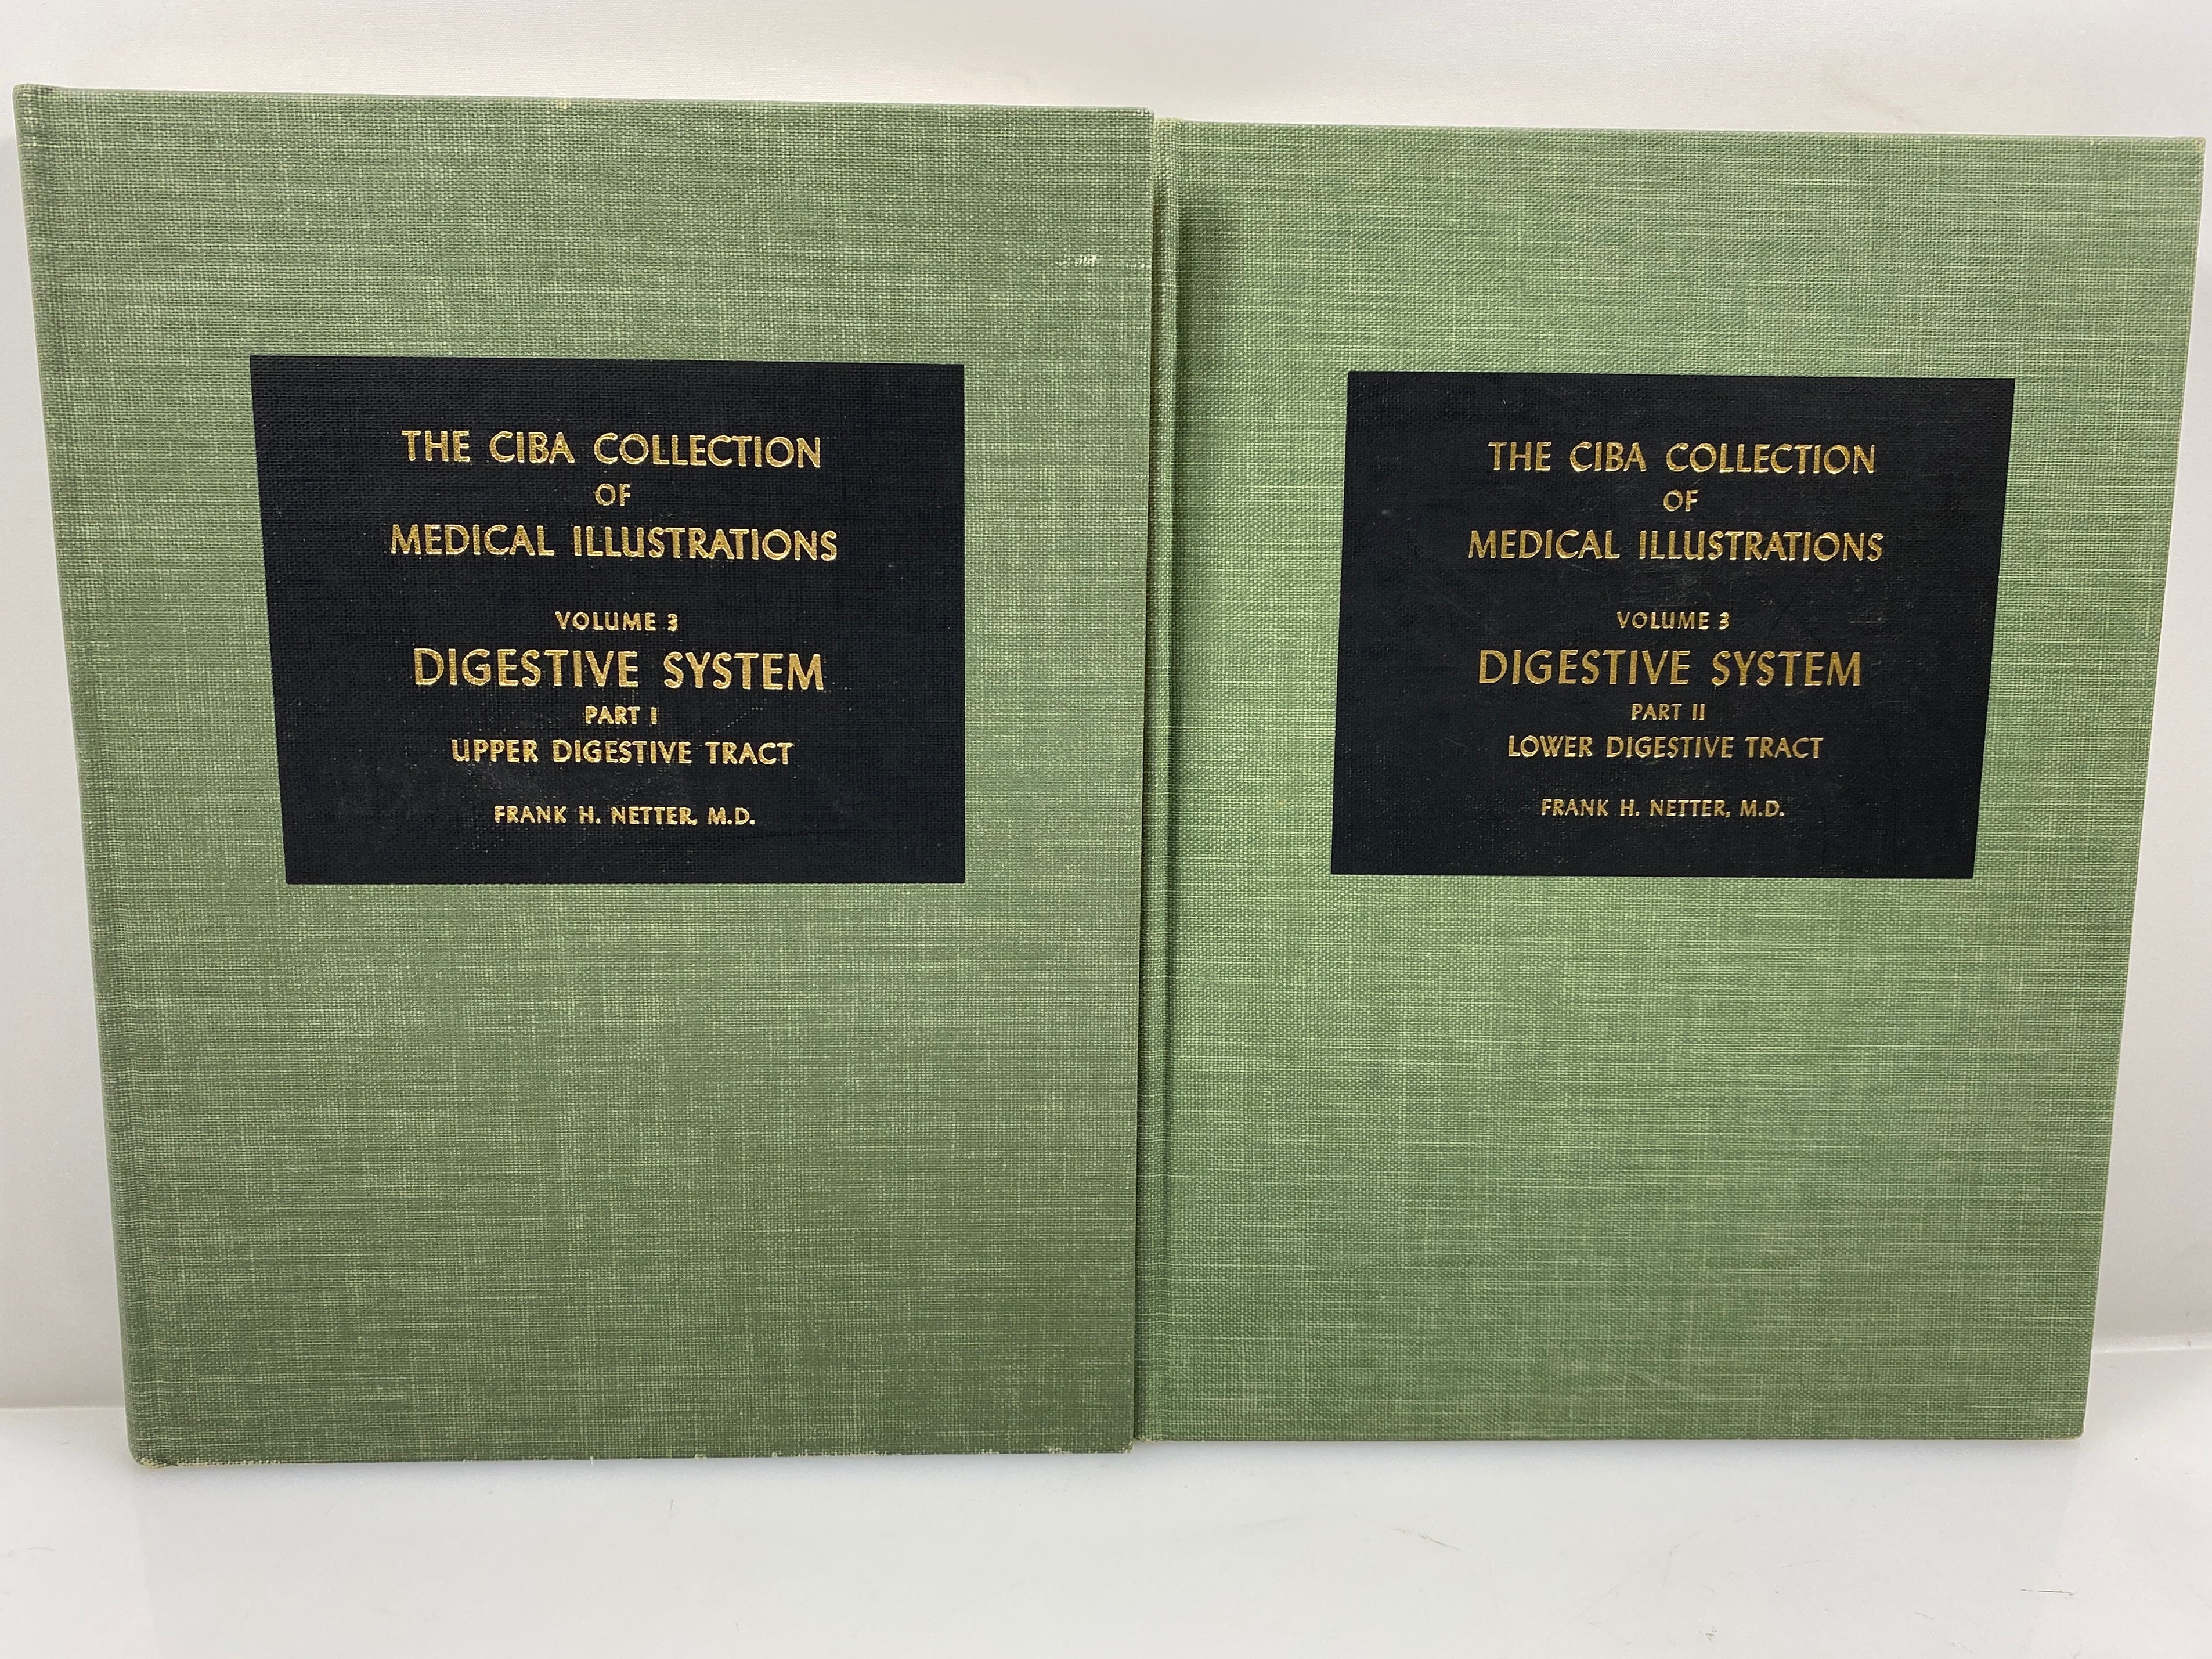 THE CIBA COLLECTION
OF
MEDICAL ILLUSTRATIONS
VOLUME 3
DIGESTIVE SYSTEM
PART I
UPPER DIGESTIVE TRACT
FRANK H. NETTER, M.D.
THE CIBA COLLECTION
OF
MEDICAL ILLUSTRATIONS
VOLUME 3
DIGESTIVE SYSTEM
PART II
LOWER DIGESTIVE TRACT
FRANK H. NETTER, M.D.